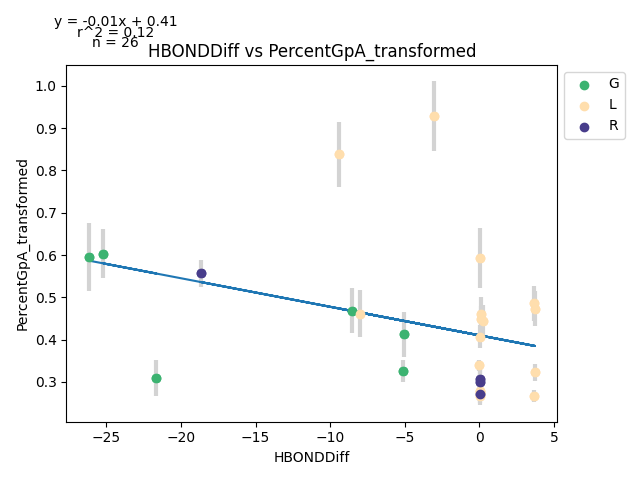 y = -0.01x + 0.41
r^2 = 0.12
n = 26
HBONDDiff vs PercentGpA_transformed
G
L
R
PercentGpA_transformed
1.0
0.9
0.8
0.7
0.6
0.5
0.4
0.3
−25 −20 −15 −10 −5 0 5
HBONDDiff